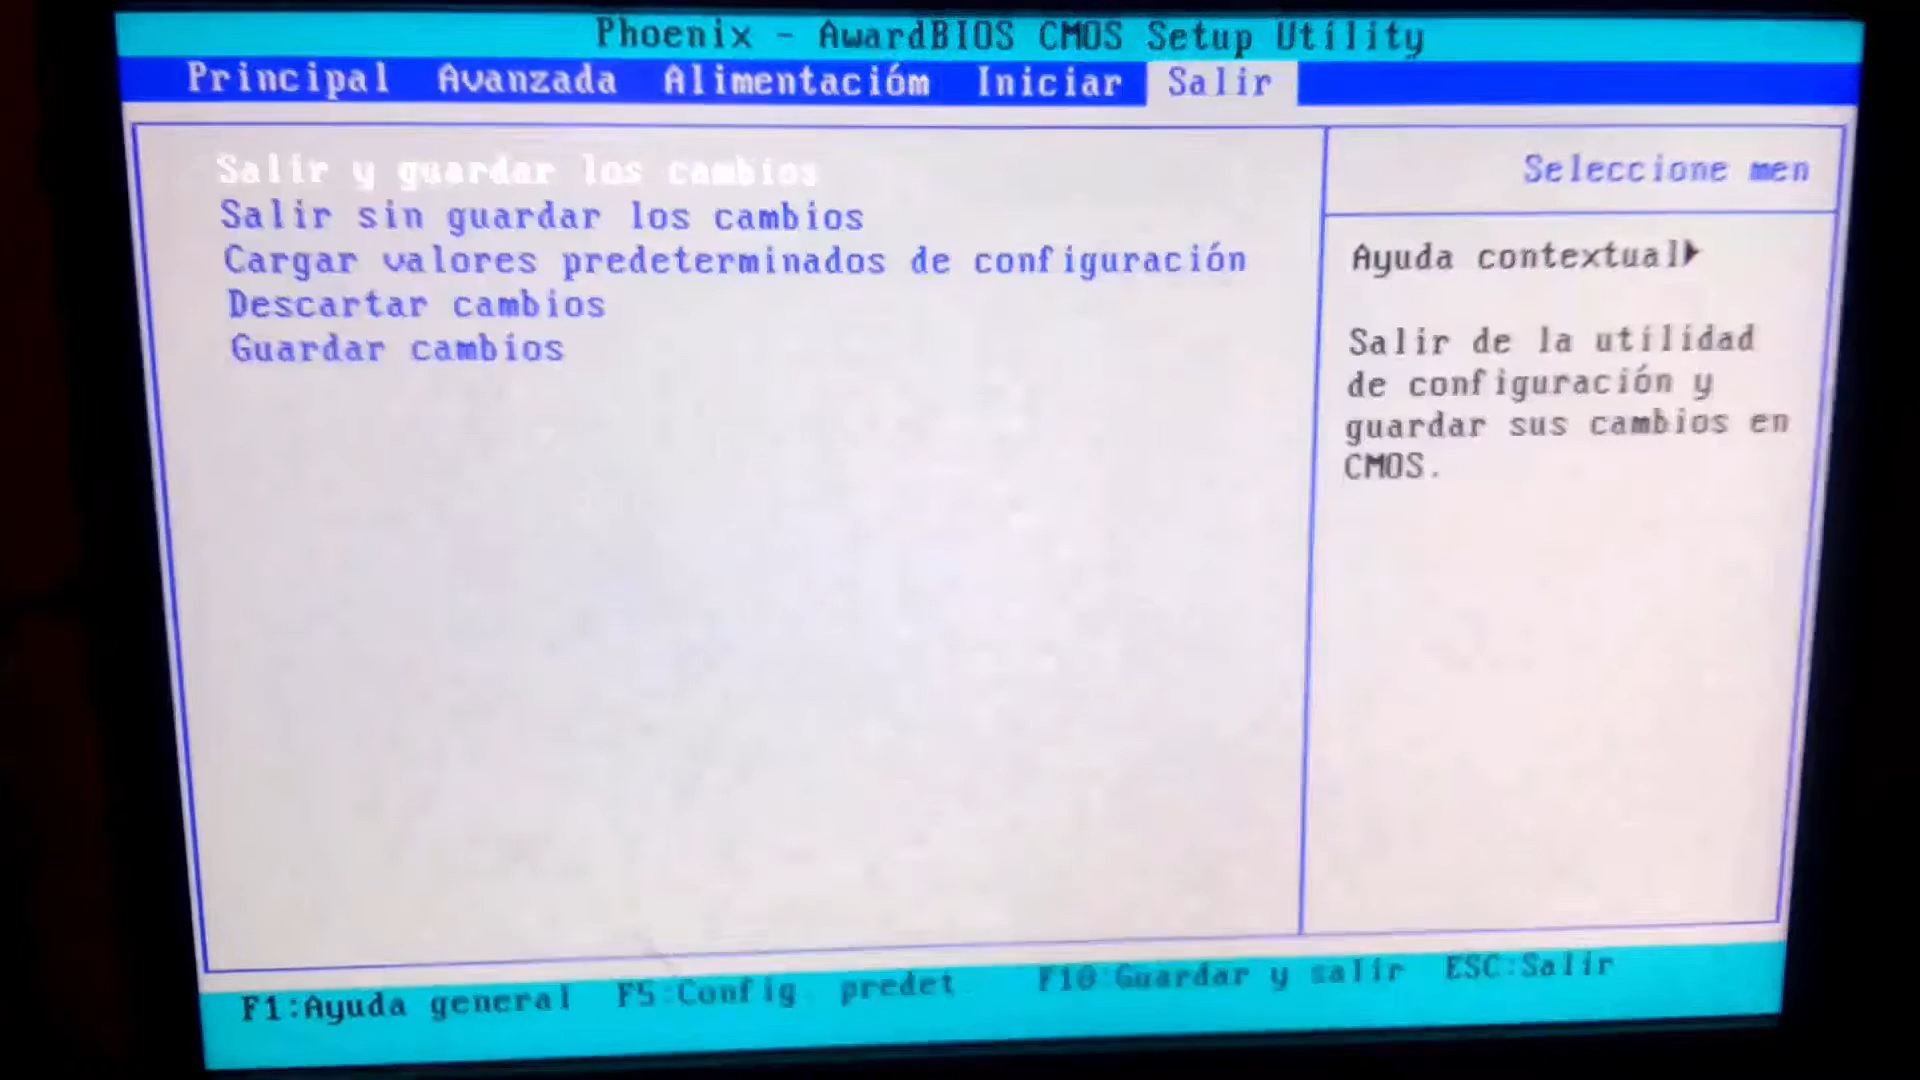 Phoenix - AwardBIOS CMOS Setup Utility
Principal Avanzada Alimentacióm Iniciar Salir
Salir y guardar los cambios
Salir sin guardar los cambios
Cargar valores predeterminados de configuración
Descartar cambios
Guardar cambios
Seleccione men
Ayuda contextual
Salir de la utilidad
de configuración y
guardar sus cambios en
CMOS.
F1:Ayuda general F5:Config. predet F10:Guardar y salir ESC:Salir